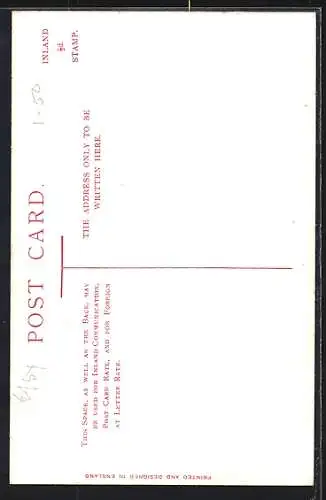 POST CARD.
INLAND
½d.
STAMP.
1-50
THIS SPACE, AS WELL AS THE BACK, MAY
BE USED FOR INLAND COMMUNICATION,
POST CARD RATE, AND FOR FOREIGN
AT LETTER RATE.
THE ADDRESS ONLY TO BE
WRITTEN HERE.
PRINTED AND DESIGNED IN ENGLAND